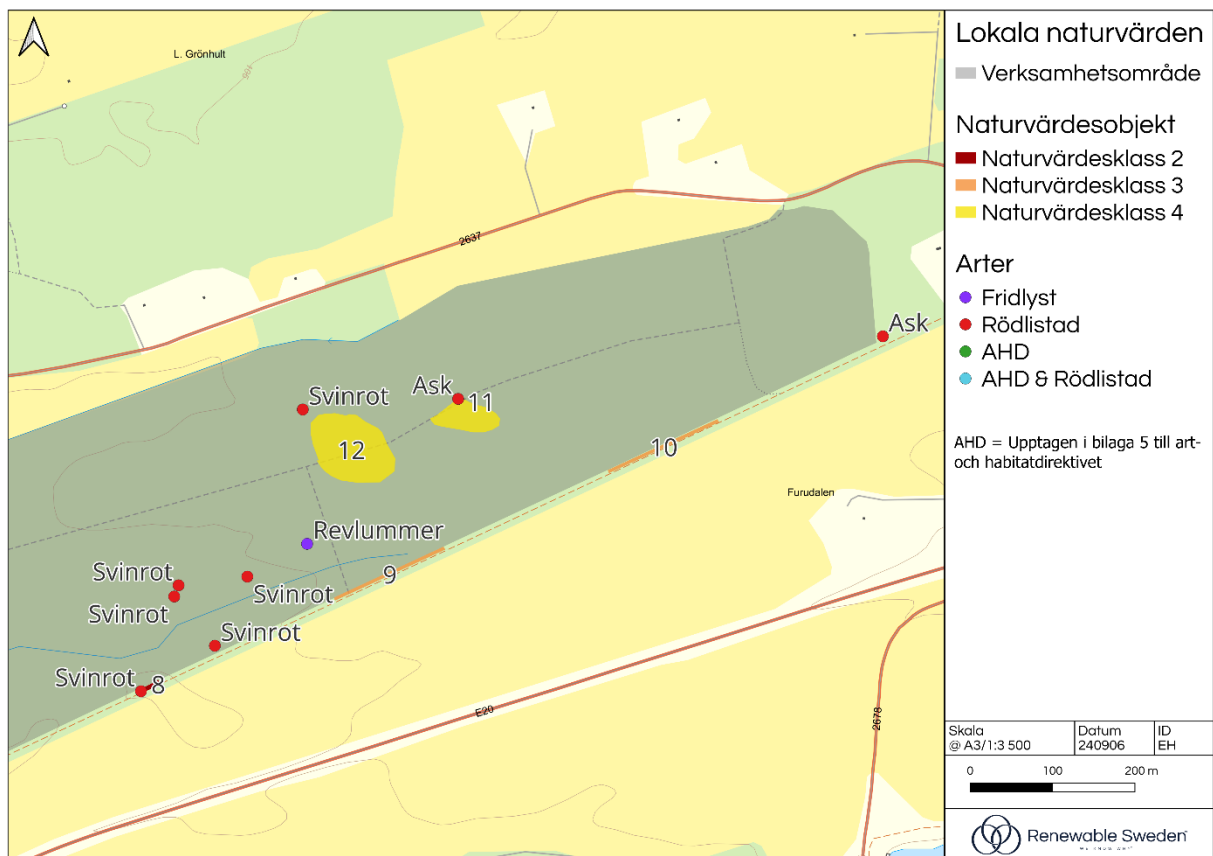 L. Grönhult
105
2637
Ask
Ask
11
Svinrot
12
10
Furudalen
Revlummer
Svinrot
Svinrot
Svinrot
9
Svinrot
Svinrot
8
E20
2678
Lokala naturvärden
Verksamhetsområde
Naturvärdesobjekt
Naturvärdesklass 2
Naturvärdesklass 3
Naturvärdesklass 4
Arter
Fridlyst
Rödlistad
AHD
AHD & Rödlistad
AHD = Upptagen i bilaga 5 till art-
och habitatdirektivet
Skala
@ A3/1:3 500
Datum
240906
ID
EH
0 100 200 m
Renewable Sweden